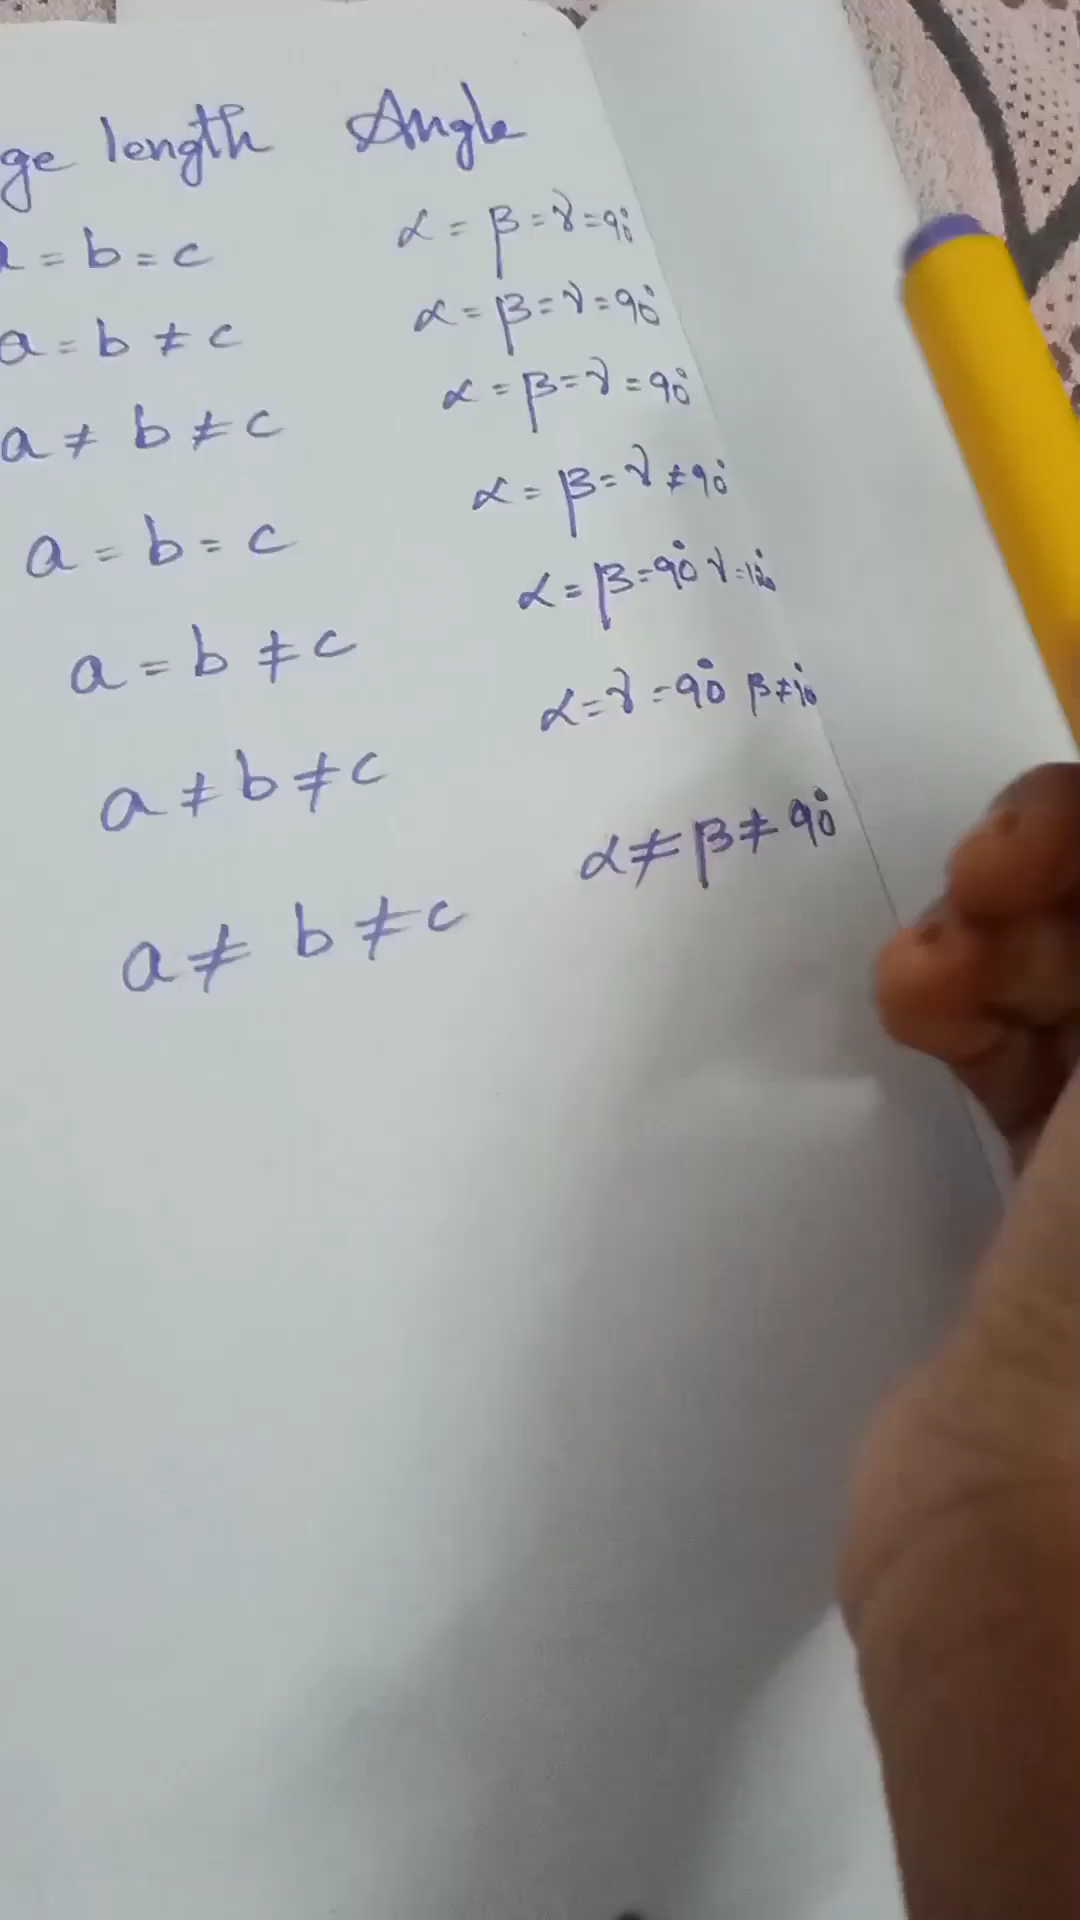 ge length Angle
a = b = c α = β = γ = 90°
a = b ≠ c α = β = γ = 90°
a ≠ b ≠ c α = β = γ = 90°
a = b = c α = β = γ ≠ 90°
a = b ≠ c α = β = 90° γ = 120°
a ≠ b ≠ c α = γ = 90° β ≠ 90°
a ≠ b ≠ c α ≠ β ≠ 90°